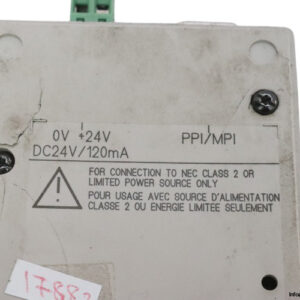 0V +24V PPI/MPI
DC24V/120mA
FOR CONNECTION TO NEC CLASS 2 OR
LIMITED POWER SOURCE ONLY
POUR USAGE AVEC SOURCE D'ALIMENTATION
CLASSE 2 OU ENERGIE LIMITEE SEULEMENT